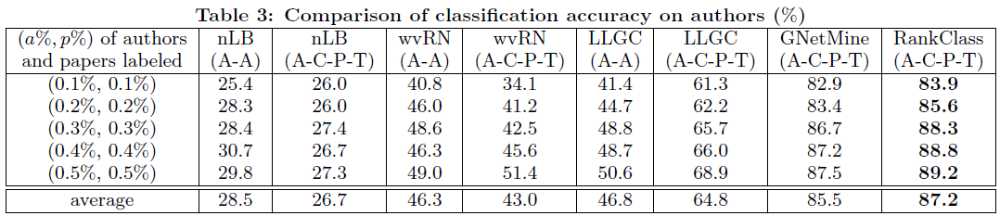 Table 3: Comparison of classification accuracy on authors (%)
(a%, p%) of authors nLB nLB wvRN wvRN LLGC LLGC GNetMine RankClass
and papers labeled (A-A) (A-C-P-T) (A-A) (A-C-P-T) (A-A) (A-C-P-T) (A-C-P-T) (A-C-P-T)
(0.1%, 0.1%) 25.4 26.0 40.8 34.1 41.4 61.3 82.9 83.9
(0.2%, 0.2%) 28.3 26.0 46.0 41.2 44.7 62.2 83.4 85.6
(0.3%, 0.3%) 28.4 27.4 48.6 42.5 48.8 65.7 86.7 88.3
(0.4%, 0.4%) 30.7 26.7 46.3 45.6 48.7 66.0 87.2 88.8
(0.5%, 0.5%) 29.8 27.3 49.0 51.4 50.6 68.9 87.5 89.2
average 28.5 26.7 46.3 43.0 46.8 64.8 85.5 87.2